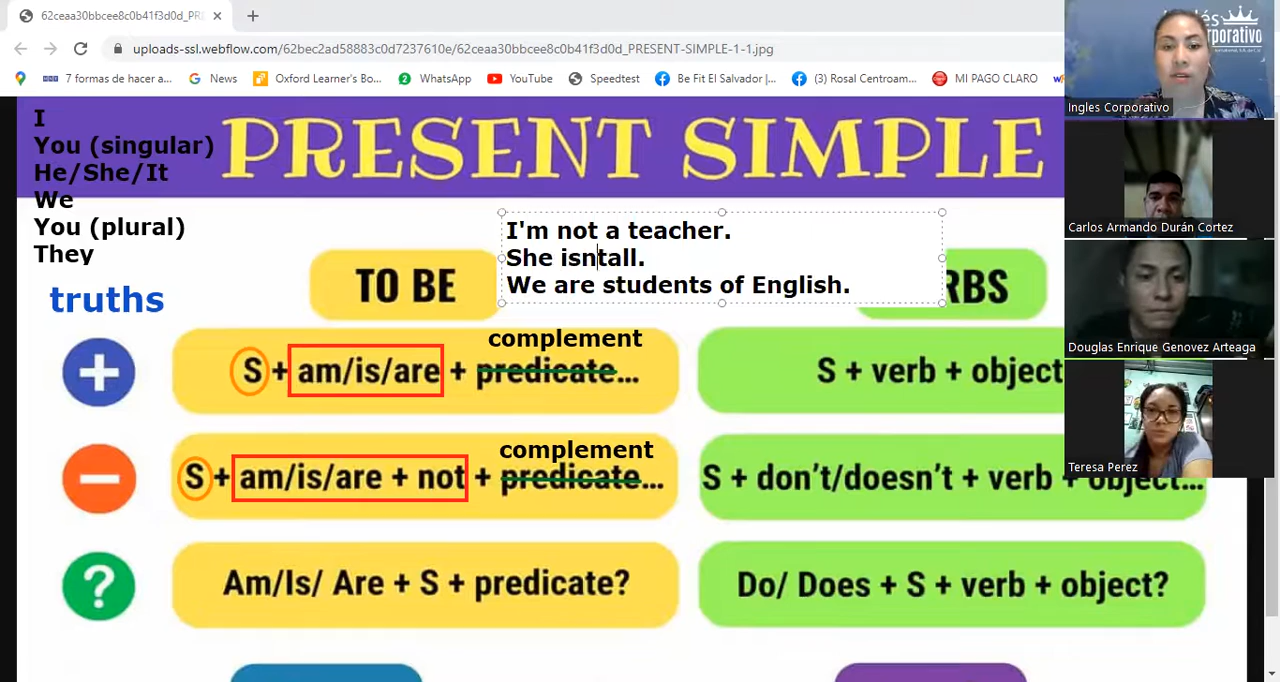 62ceaa30bbcee8c0b41f3d0d_PRE
uploads-ssl.webflow.com/62bec2ad58883c0d7237610e/62ceaa30bbcee8c0b41f3d0d_PRESENT-SIMPLE-1-1.jpg
7 formas de hacer a... News Oxford Learner's Bo... WhatsApp YouTube Speedtest Be Fit El Salvador |... (3) Rosal Centroam... MI PAGO CLARO
Inglés
Corporativo
Ingles Corporativo
I
You (singular)
He/She/It
We
You (plural)
They
PRESENT SIMPLE
I'm not a teacher.
She isntall.
We are students of English.
Carlos Armando Durán Cortez
TO BE
RBS
truths
complement
S + am/is/are + predicate...
S + verb + object
Douglas Enrique Genovez Arteaga
complement
S + am/is/are + not + predicate...
S + don't/doesn't + verb + object...
Teresa Perez
Am/Is/ Are + S + predicate?
Do/ Does + S + verb + object?